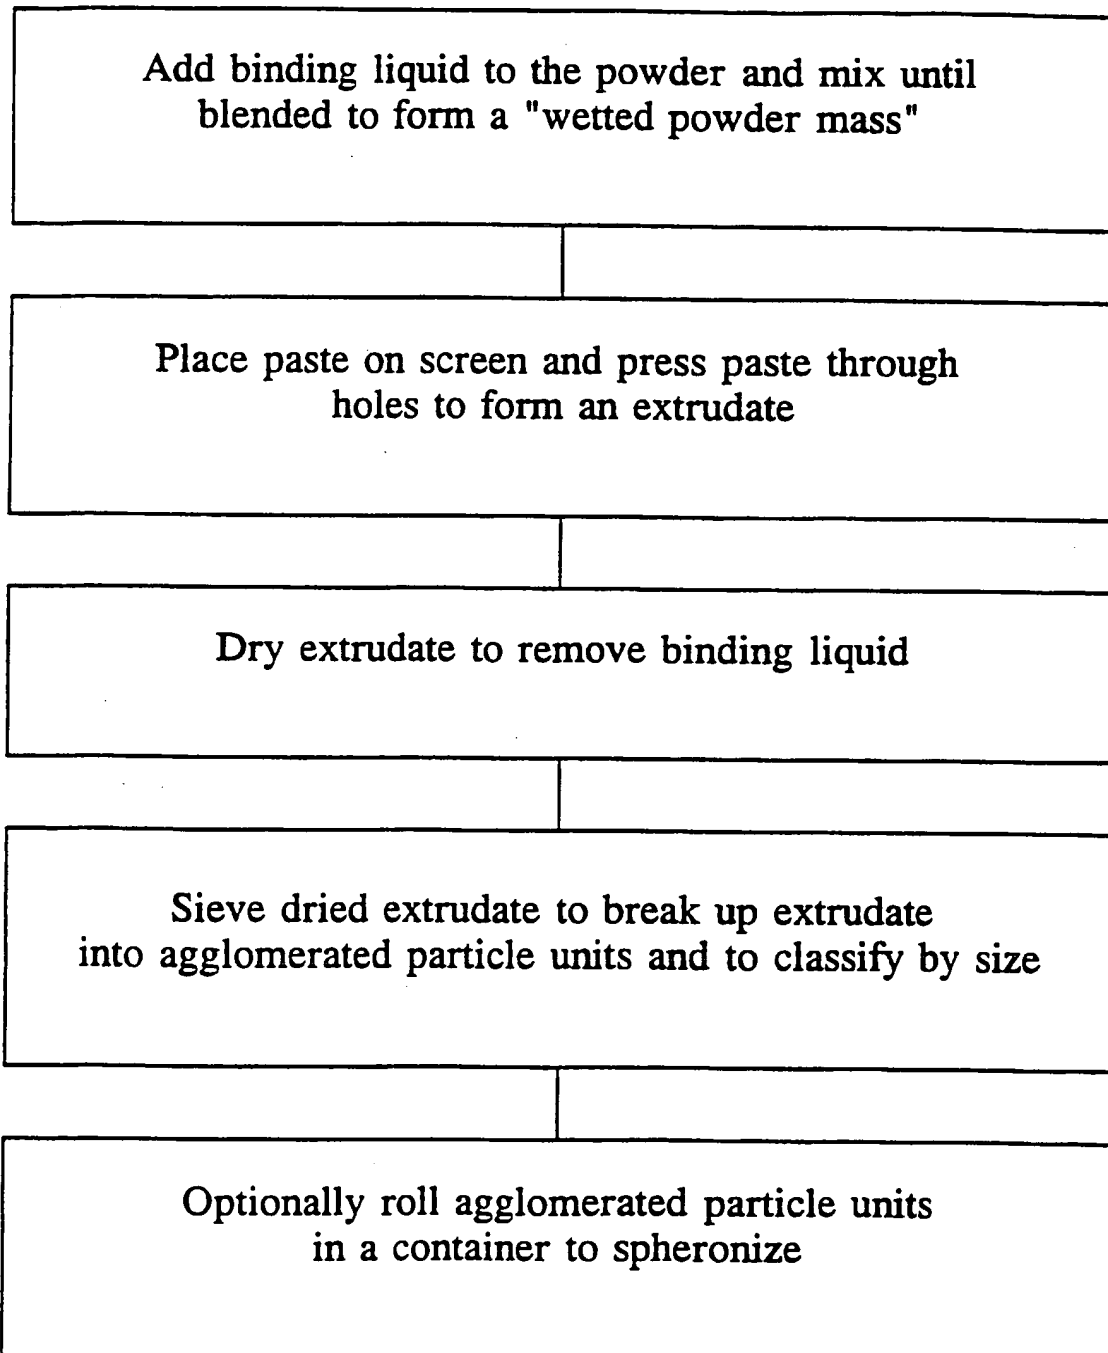 Add binding liquid to the powder and mix until
blended to form a "wetted powder mass"
Place paste on screen and press paste through
holes to form an extrudate
Dry extrudate to remove binding liquid
Sieve dried extrudate to break up extrudate
into agglomerated particle units and to classify by size
Optionally roll agglomerated particle units
in a container to spheronize